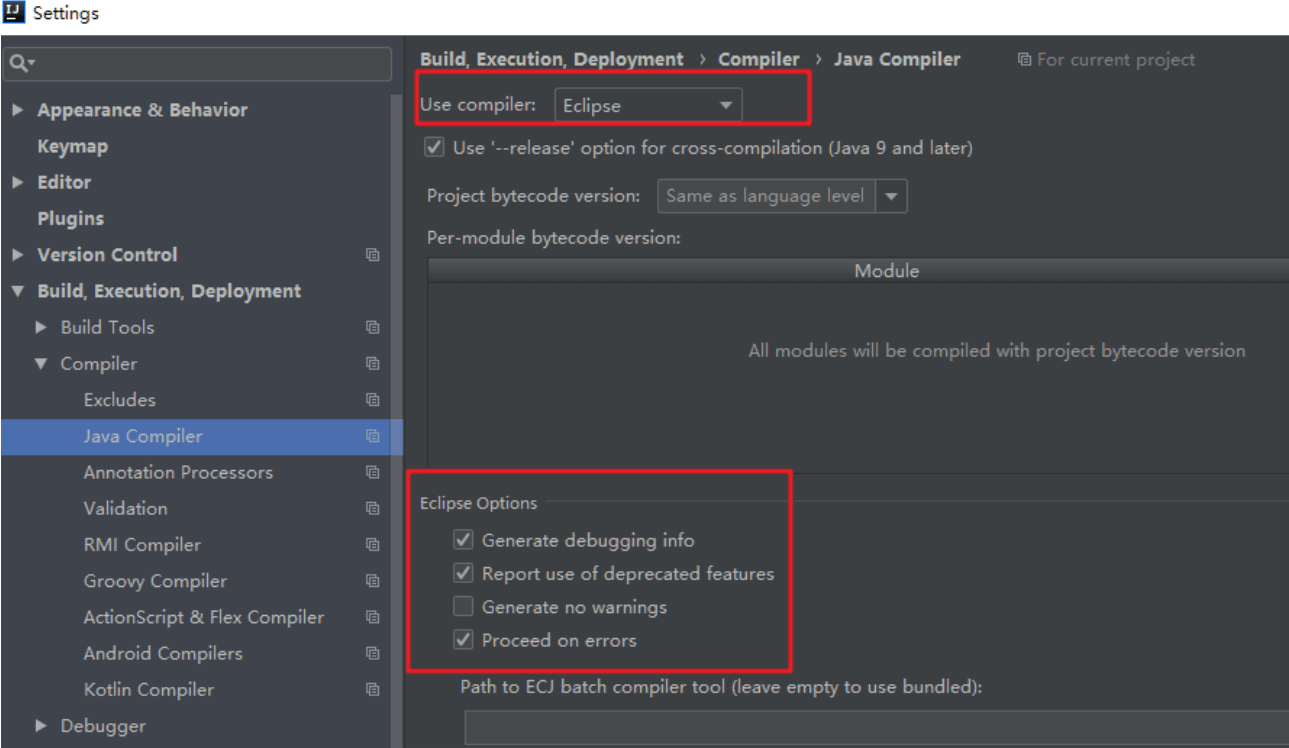 IJ Settings
Appearance & Behavior
Keymap
Editor
Plugins
Version Control
Build, Execution, Deployment
Build Tools
Compiler
Excludes
Java Compiler
Annotation Processors
Validation
RMI Compiler
Groovy Compiler
ActionScript & Flex Compiler
Android Compilers
Kotlin Compiler
Debugger
Build, Execution, Deployment › Compiler › Java Compiler For current project
Use compiler: Eclipse
Use '--release' option for cross-compilation (Java 9 and later)
Project bytecode version: Same as language level
Per-module bytecode version:
Module
All modules will be compiled with project bytecode version
Eclipse Options
Generate debugging info
Report use of deprecated features
Generate no warnings
Proceed on errors
Path to ECJ batch compiler tool (leave empty to use bundled):